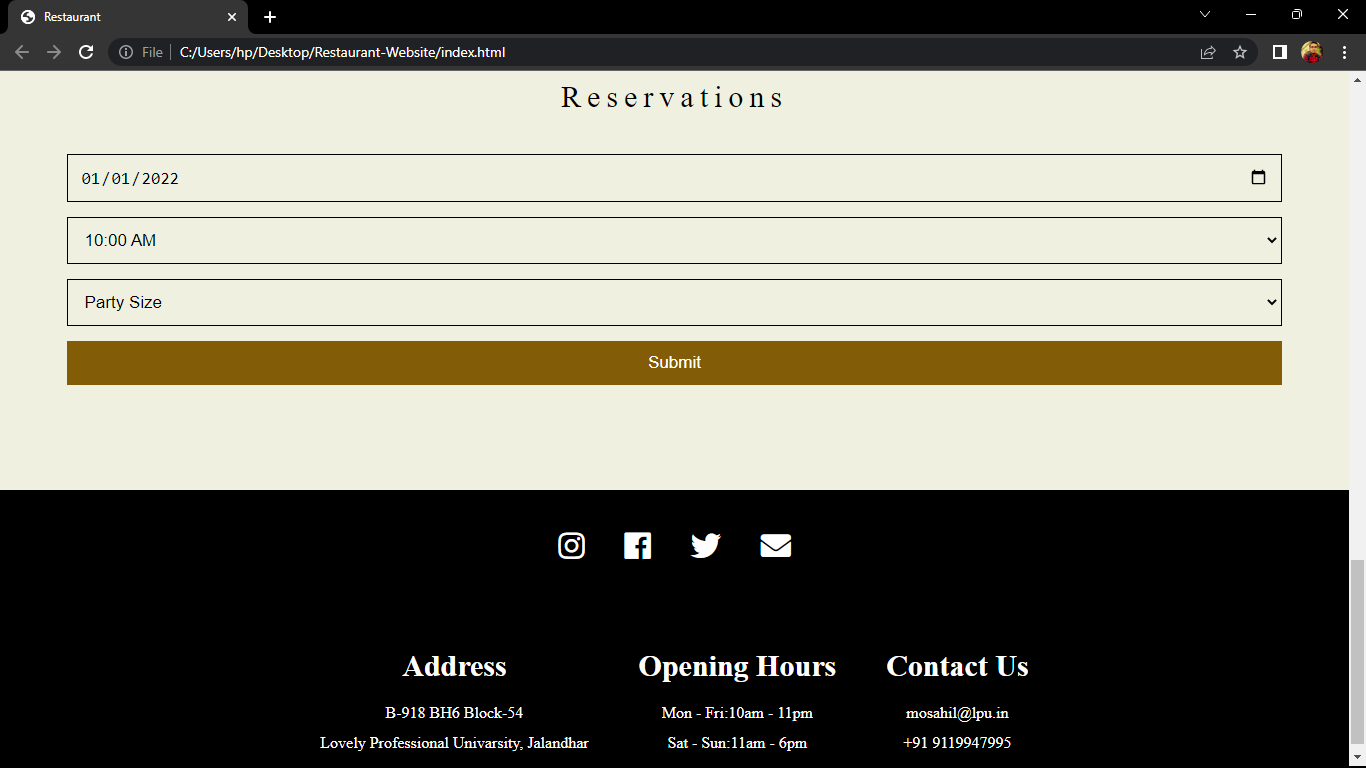 Restaurant
File C:/Users/hp/Desktop/Restaurant-Website/index.html
Reservations
01/01/2022
10:00 AM
Party Size
Submit
Address
B-918 BH6 Block-54
Lovely Professional Univarsity, Jalandhar
Opening Hours
Mon - Fri:10am - 11pm
Sat - Sun:11am - 6pm
Contact Us
mosahil@lpu.in
+91 9119947995